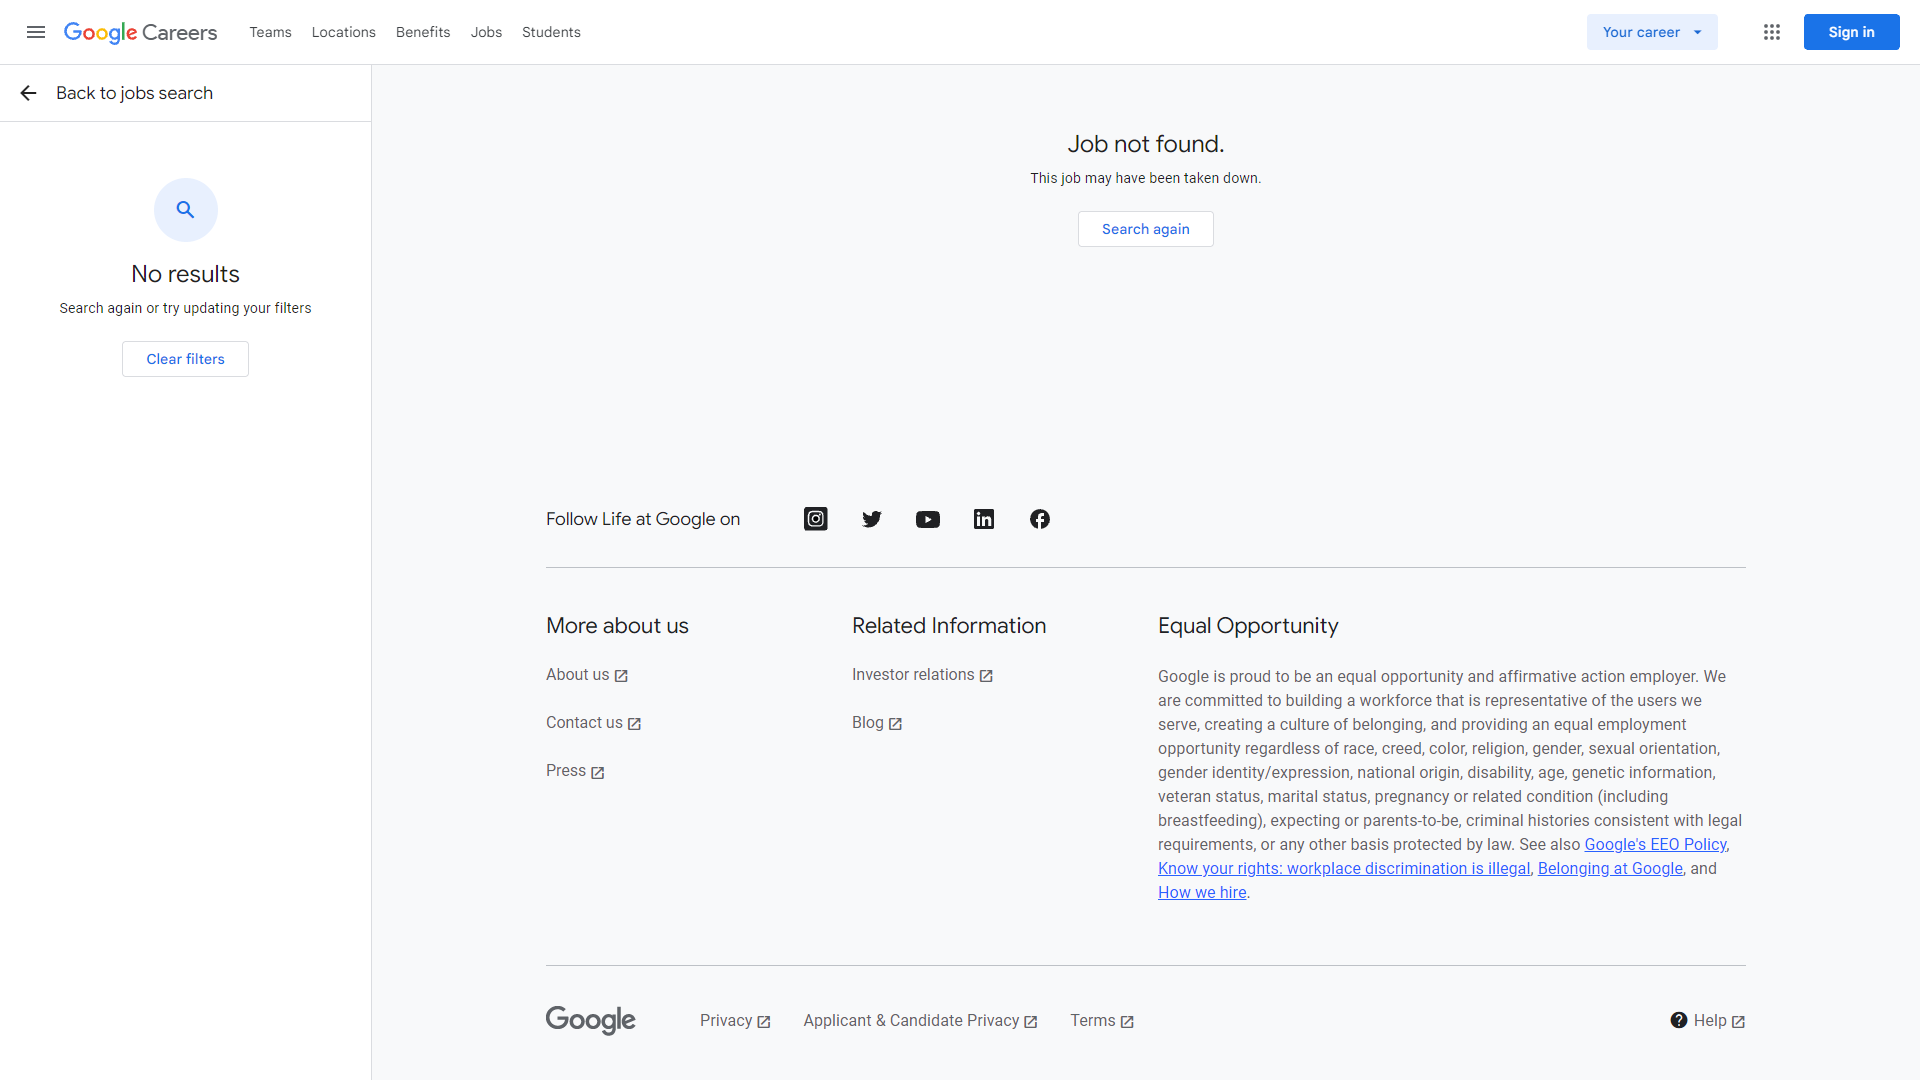 Google Careers
Teams
Locations
Benefits
Jobs
Students
Your career
Sign in
Back to jobs search
No results
Search again or try updating your filters
Clear filters
Job not found.
This job may have been taken down.
Search again
Follow Life at Google on
More about us
About us
Contact us
Press
Related Information
Investor relations
Blog
Equal Opportunity
Google is proud to be an equal opportunity and affirmative action employer. We
are committed to building a workforce that is representative of the users we
serve, creating a culture of belonging, and providing an equal employment
opportunity regardless of race, creed, color, religion, gender, sexual orientation,
gender identity/expression, national origin, disability, age, genetic information,
veteran status, marital status, pregnancy or related condition (including
breastfeeding), expecting or parents-to-be, criminal histories consistent with legal
requirements, or any other basis protected by law. See also Google's EEO Policy,
Know your rights: workplace discrimination is illegal, Belonging at Google, and
How we hire.
Google
Privacy
Applicant & Candidate Privacy
Terms
Help